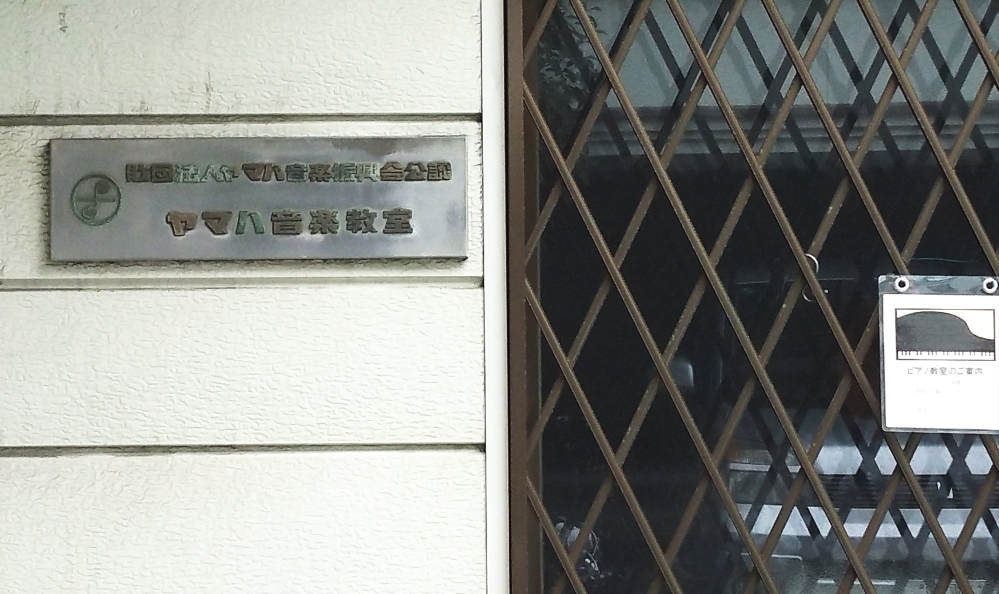 財団法人ヤマハ音楽振興会公認
ヤマハ音楽教室
ピアノ教室のご案内